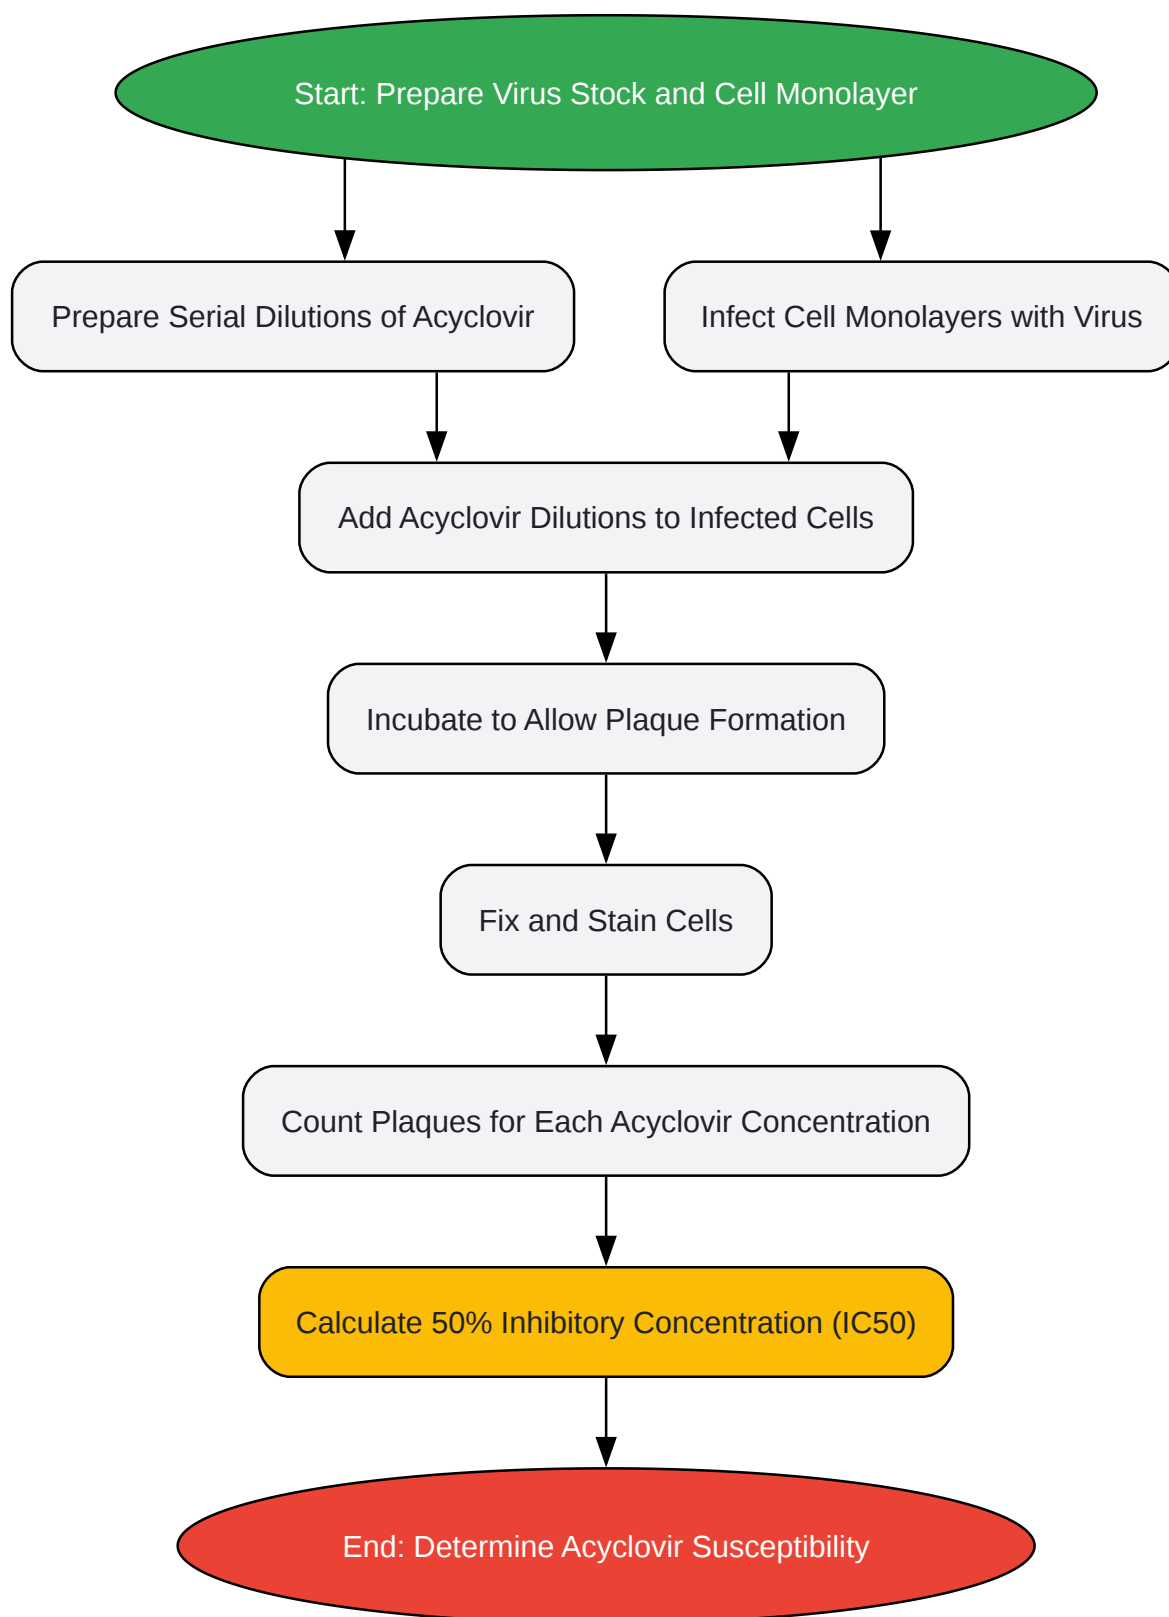 Start: Prepare Virus Stock and Cell Monolayer
Prepare Serial Dilutions of Acyclovir
Infect Cell Monolayers with Virus
Add Acyclovir Dilutions to Infected Cells
Incubate to Allow Plaque Formation
Fix and Stain Cells
Count Plaques for Each Acyclovir Concentration
Calculate 50% Inhibitory Concentration (IC50)
End: Determine Acyclovir Susceptibility